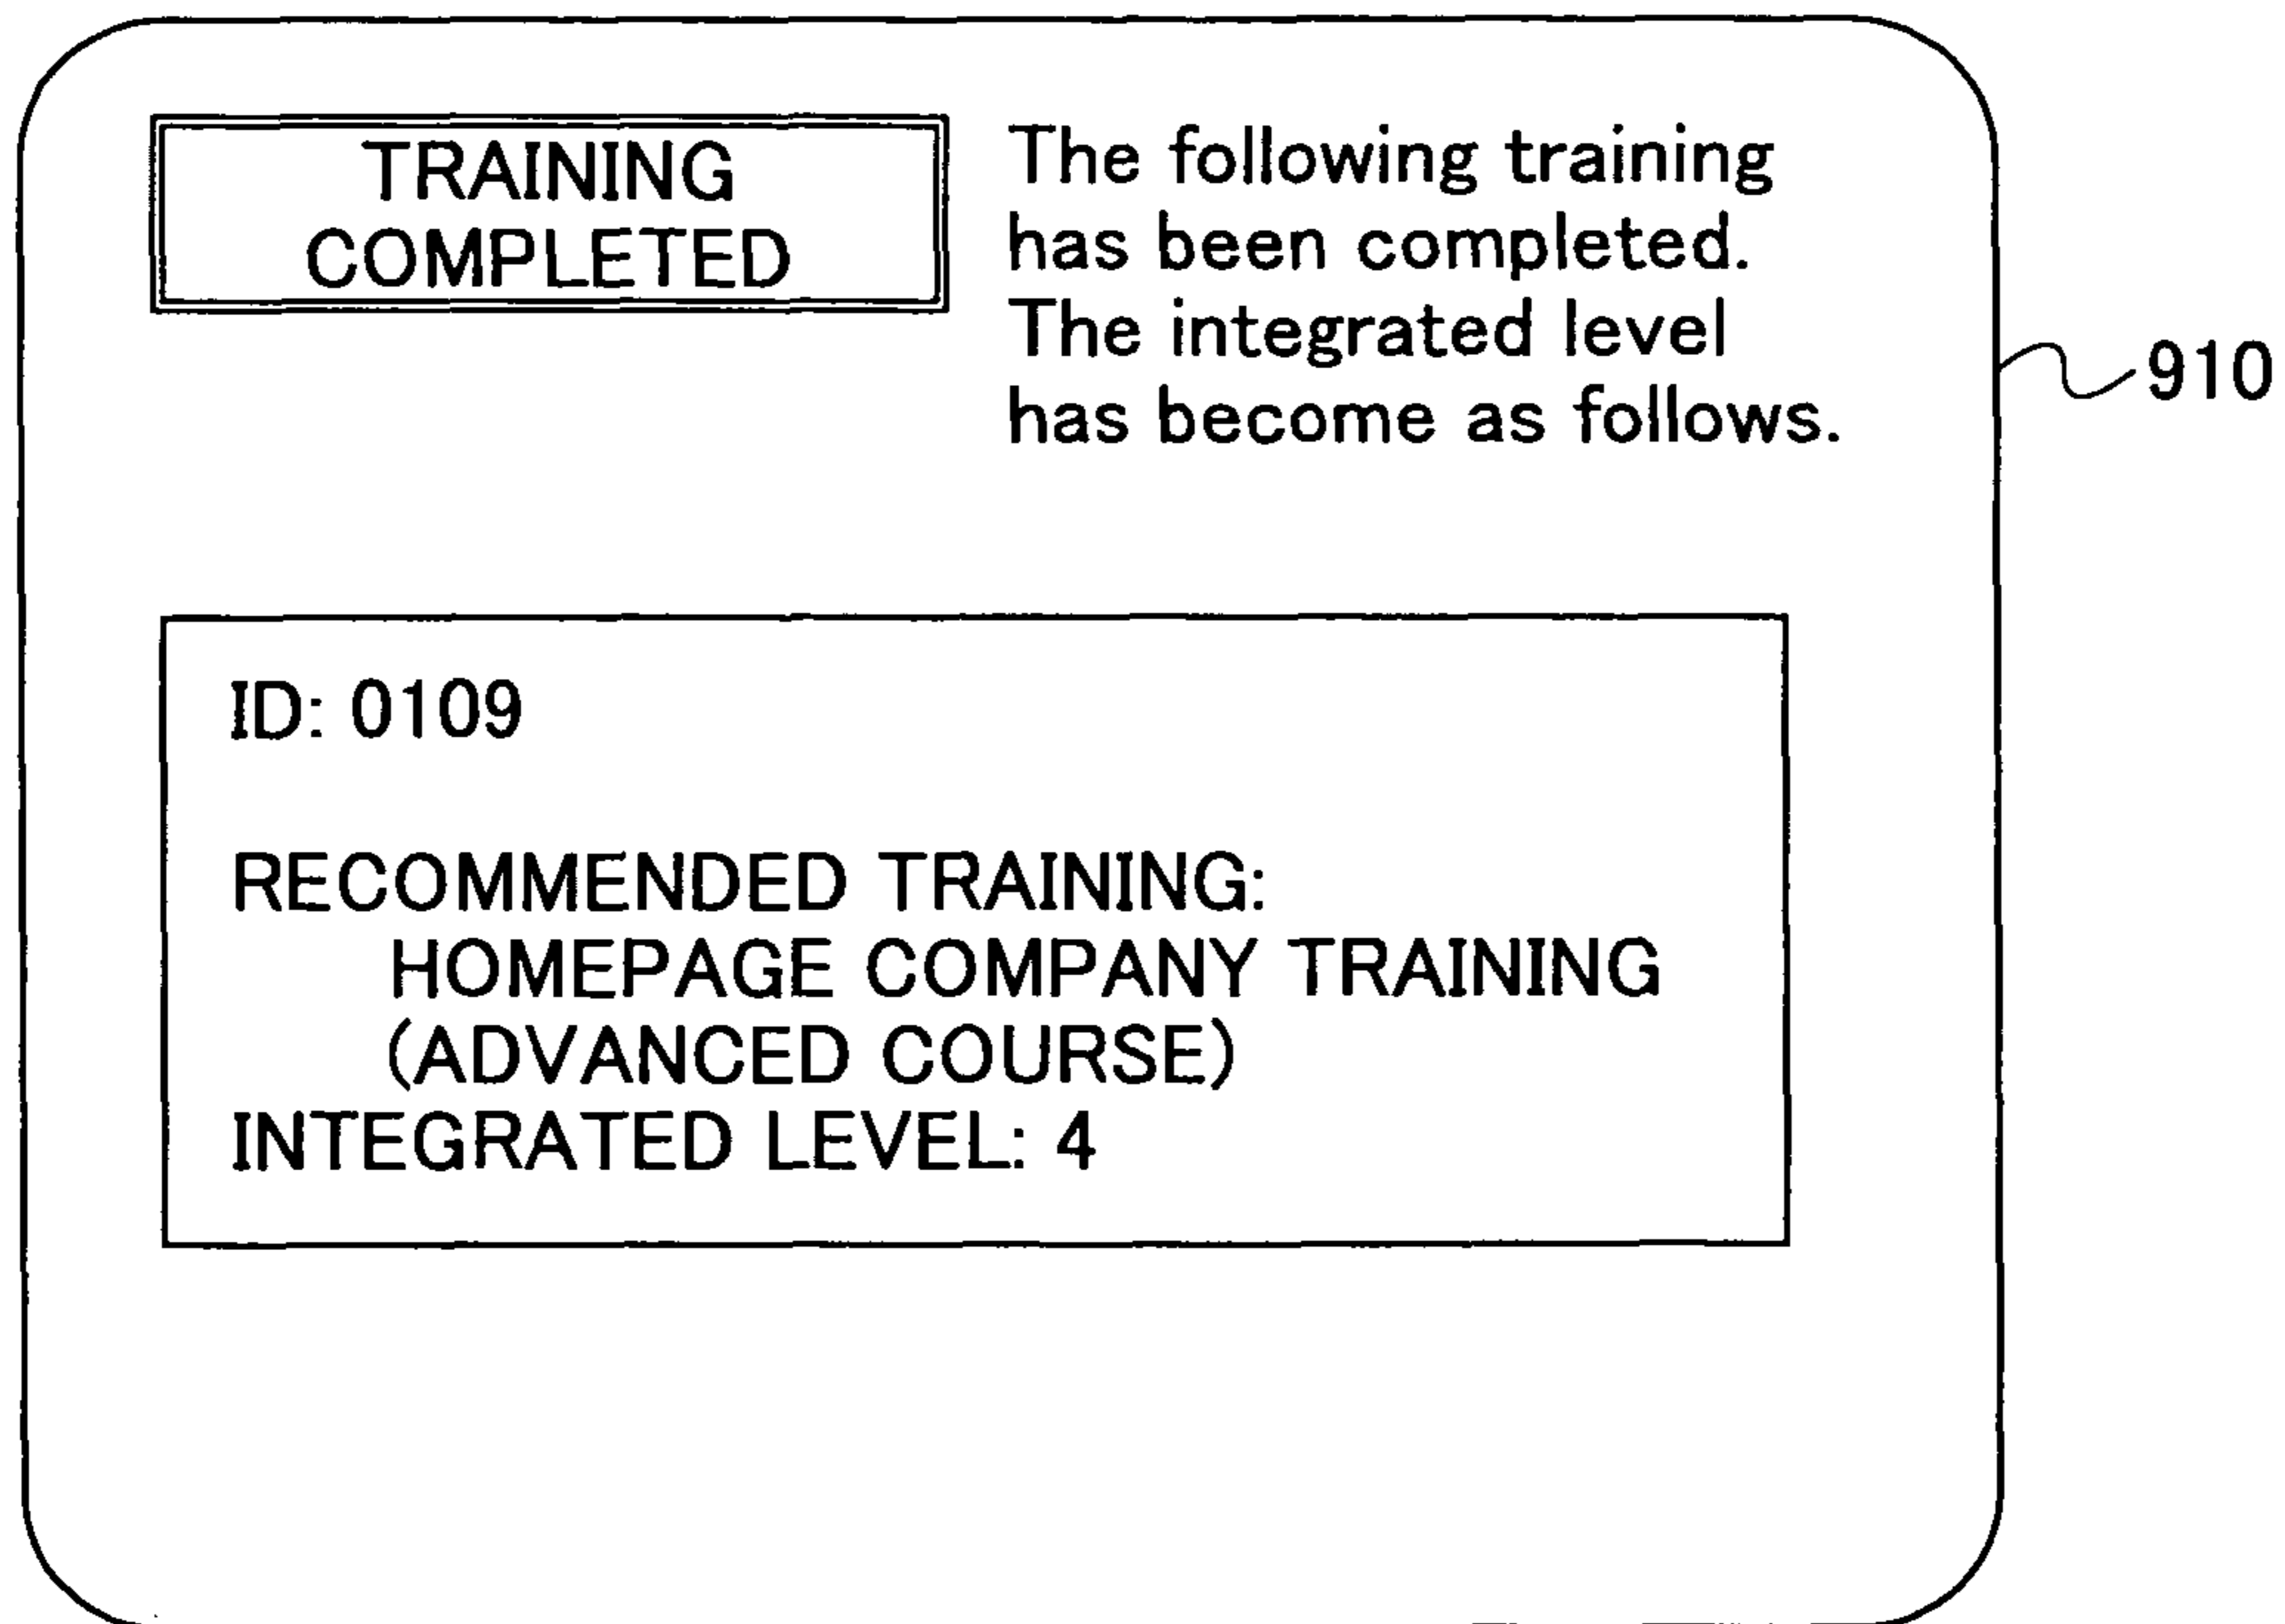 TRAINING
COMPLETED
The following training
has been completed.
The integrated level
has become as follows.
910
ID: 0109
RECOMMENDED TRAINING:
HOMEPAGE COMPANY TRAINING
(ADVANCED COURSE)
INTEGRATED LEVEL: 4